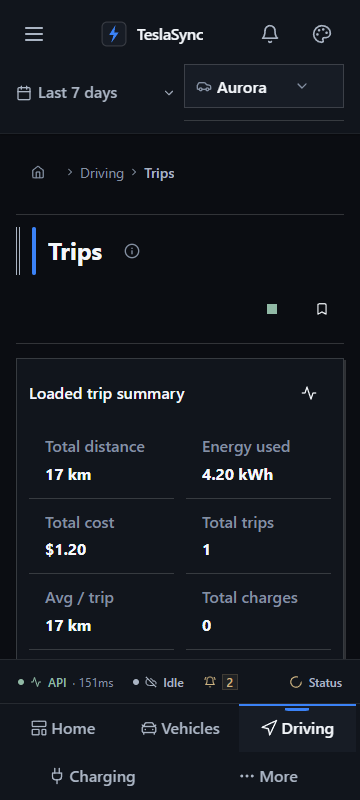 TeslaSync
Last 7 days
Aurora
Driving
Trips
Trips
Loaded trip summary
Total distance
Energy used
17 km
4.20 kWh
Total cost
Total trips
$1.20
1
Avg / trip
Total charges
17 km
0
API · 151ms
Idle
2
Status
Home
Vehicles
Driving
Charging
More